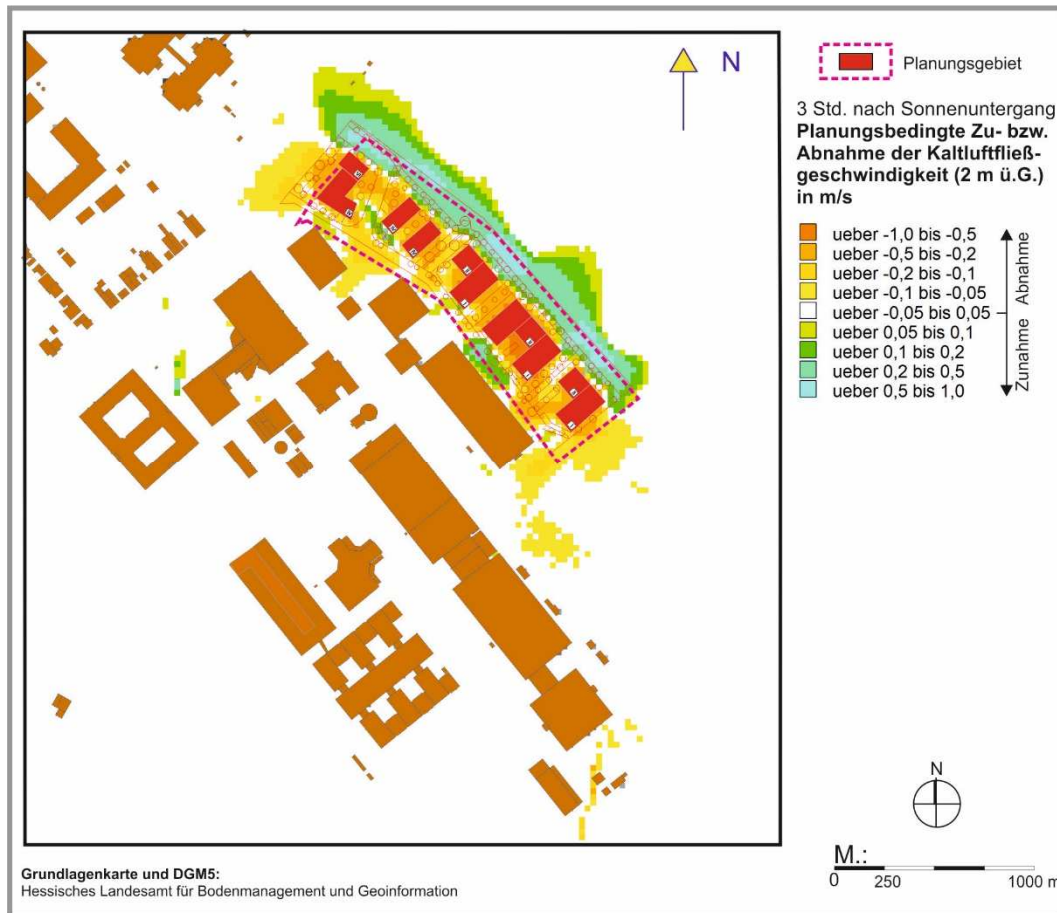 N
Planungsgebiet
3 Std. nach Sonnenuntergang
Planungsbedingte Zu- bzw.
Abnahme der Kaltluftfließ-
geschwindigkeit (2 m ü.G.)
in m/s
ueber -1,0 bis -0,5
ueber -0,5 bis -0,2
ueber -0,2 bis -0,1
ueber -0,1 bis -0,05
ueber -0,05 bis 0,05
ueber 0,05 bis 0,1
ueber 0,1 bis 0,2
ueber 0,2 bis 0,5
ueber 0,5 bis 1,0
Abnahme
Zunahme
N
M.:
0 250 1000 m
Grundlagenkarte und DGM5:
Hessisches Landesamt für Bodenmanagement und Geoinformation